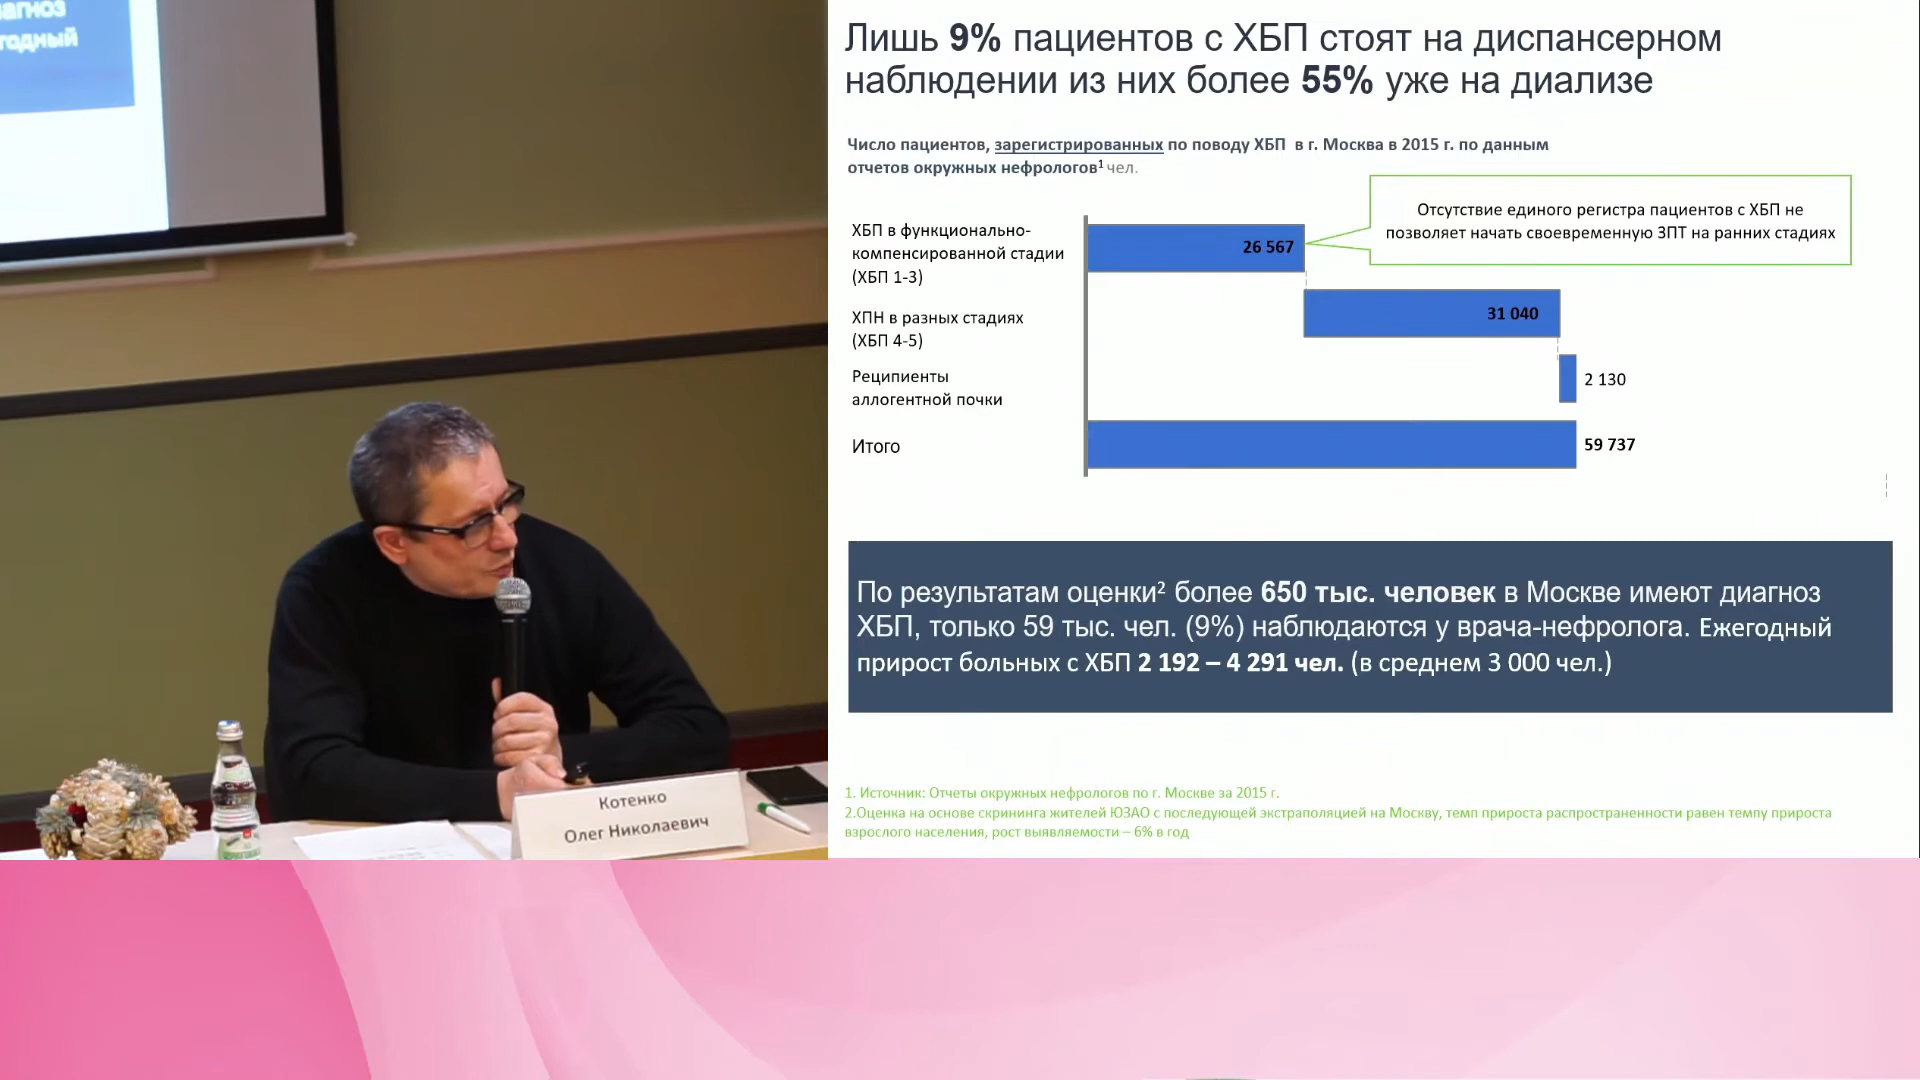 агноз
годный
Котенко
Олег Николаевич
Лишь 9% пациентов с ХБП стоят на диспансерном
наблюдении из них более 55% уже на диализе
Число пациентов, зарегистрированных по поводу ХБП в г. Москва в 2015 г. по данным
отчетов окружных нефрологов¹ чел.
Отсутствие единого регистра пациентов с ХБП не
позволяет начать своевременную ЗПТ на ранних стадиях
ХБП в функционально-
компенсированной стадии
(ХБП 1-3)
26 567
ХПН в разных стадиях
(ХБП 4-5)
31 040
Реципиенты
аллогентной почки
2 130
Итого
59 737
По результатам оценки² более 650 тыс. человек в Москве имеют диагноз
ХБП, только 59 тыс. чел. (9%) наблюдаются у врача-нефролога. Ежегодный
прирост больных с ХБП 2 192 – 4 291 чел. (в среднем 3 000 чел.)
1. Источник: Отчеты окружных нефрологов по г. Москве за 2015 г.
2.Оценка на основе скрининга жителей ЮЗАО с последующей экстраполяцией на Москву, темп прироста распространенности равен темпу прироста
взрослого населения, рост выявляемости – 6% в год